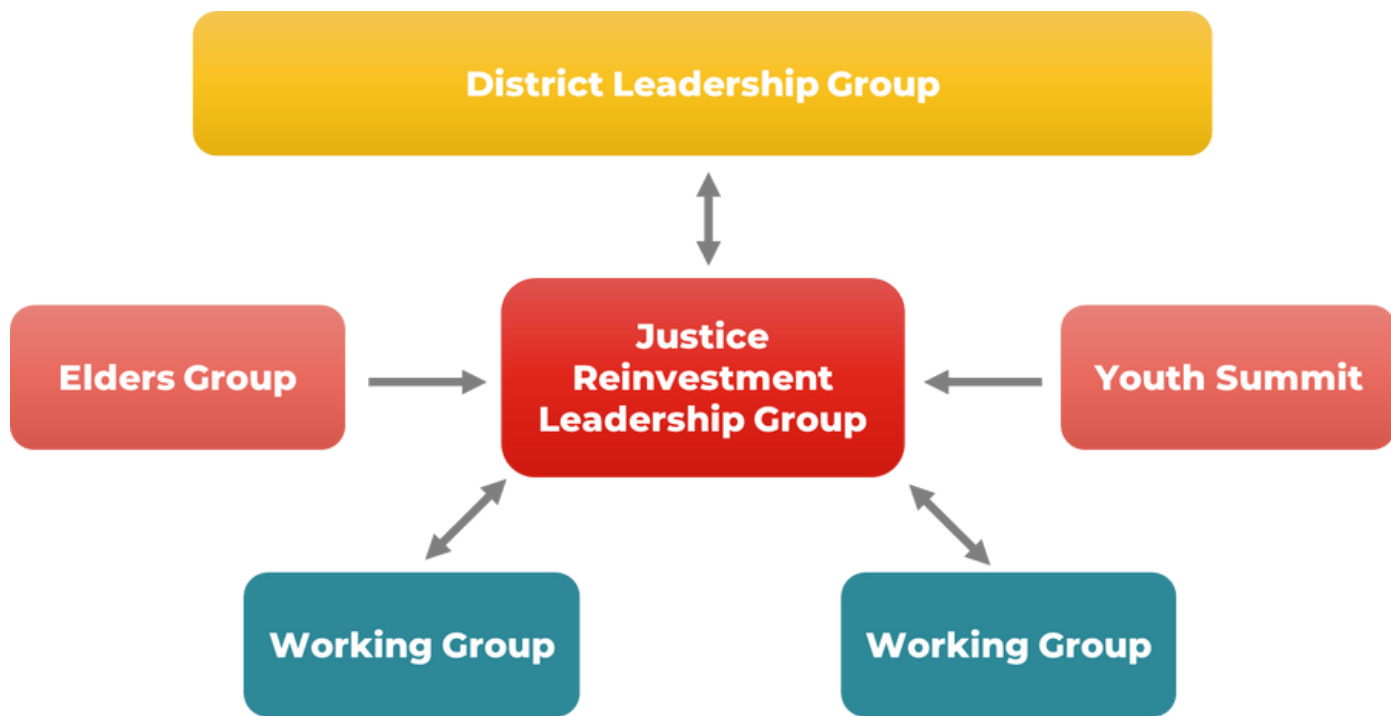 District Leadership Group
Justice
Reinvestment
Leadership Group
Elders Group
Youth Summit
Working Group
Working Group